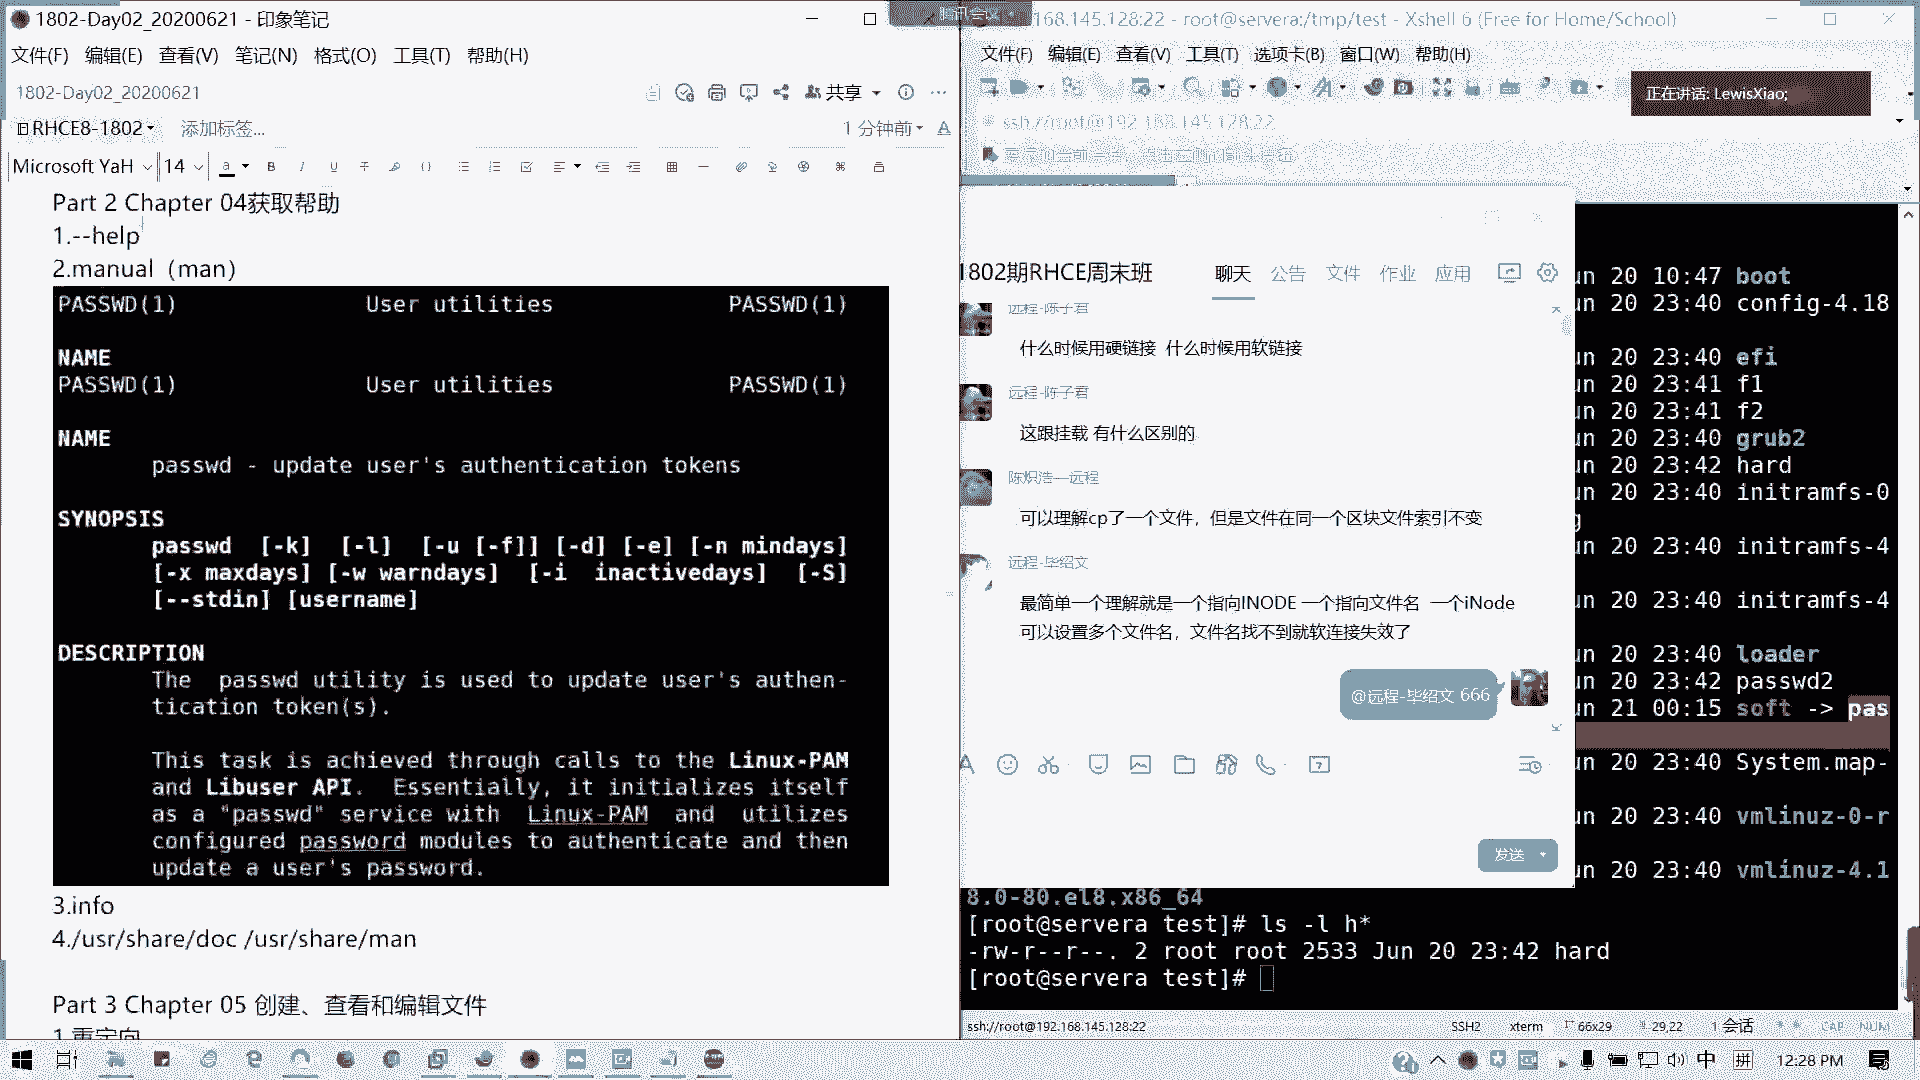 1802-Day02_20200621 - 印象笔记
文件(F) 编辑(E) 查看(V) 笔记(N) 格式(O) 工具(T) 帮助(H)
1802-Day02_20200621
共享
RHCE8-1802
添加标签...
1 分钟前
Microsoft YaH
14
Part 2 Chapter 04获取帮助
1.--help
2.manual（man）
PASSWD(1) User utilities PASSWD(1)
NAME
PASSWD(1) User utilities PASSWD(1)
NAME
passwd - update user's authentication tokens
SYNOPSIS
passwd [-k] [-l] [-u [-f]] [-d] [-e] [-n mindays]
[-x maxdays] [-w warndays] [-i inactivedays] [-S]
[--stdin] [username]
DESCRIPTION
The passwd utility is used to update user's authen-
tication token(s).
This task is achieved through calls to the Linux-PAM
and Libuser API. Essentially, it initializes itself
as a "passwd" service with Linux-PAM and utilizes
configured password modules to authenticate and then
update a user's password.
3.info
4./usr/share/doc /usr/share/man
Part 3 Chapter 05 创建、查看和编辑文件
1.重定向
腾讯会议
168.145.128:22 - root@servera:/tmp/test - Xshell 6 (Free for Home/School)
文件(F) 编辑(E) 查看(V) 工具(T) 选项卡(B) 窗口(W) 帮助(H)
正在讲话: LewisXiao;
ssh://root@192.168.145.128:22
1802期RHCE周末班
聊天 公告 文件 作业 应用
远程-陈子君
什么时候用硬链接 什么时候用软链接
远程-陈子君
这跟挂载 有什么区别的
陈炽浩—远程
可以理解cp了一个文件，但是文件在同一个区块文件索引不变
远程-毕绍文
最简单一个理解就是一个指向INODE 一个指向文件名 一个iNode
可以设置多个文件名，文件名找不到就软连接失效了
@远程-毕绍文 666
发送
un 20 10:47 boot
un 20 23:40 config-4.18
un 20 23:40 efi
un 20 23:41 f1
un 20 23:41 f2
un 20 23:40 grub2
un 20 23:42 hard
un 20 23:40 initramfs-0
g
un 20 23:40 initramfs-4
un 20 23:40 initramfs-4
un 20 23:40 loader
un 20 23:42 passwd2
un 21 00:15 soft -> pas
un 20 23:40 System.map-
un 20 23:40 vmlinuz-0-r
un 20 23:40 vmlinuz-4.1
8.0-80.el8.x86_64
[root@servera test]# ls -l h*
-rw-r--r--. 2 root root 2533 Jun 20 23:42 hard
[root@servera test]#
ssh://root@192.168.145.128:22 SSH2 xterm 66x29 29,22 1 会话 CAP NUM
中 拼 12:28 PM